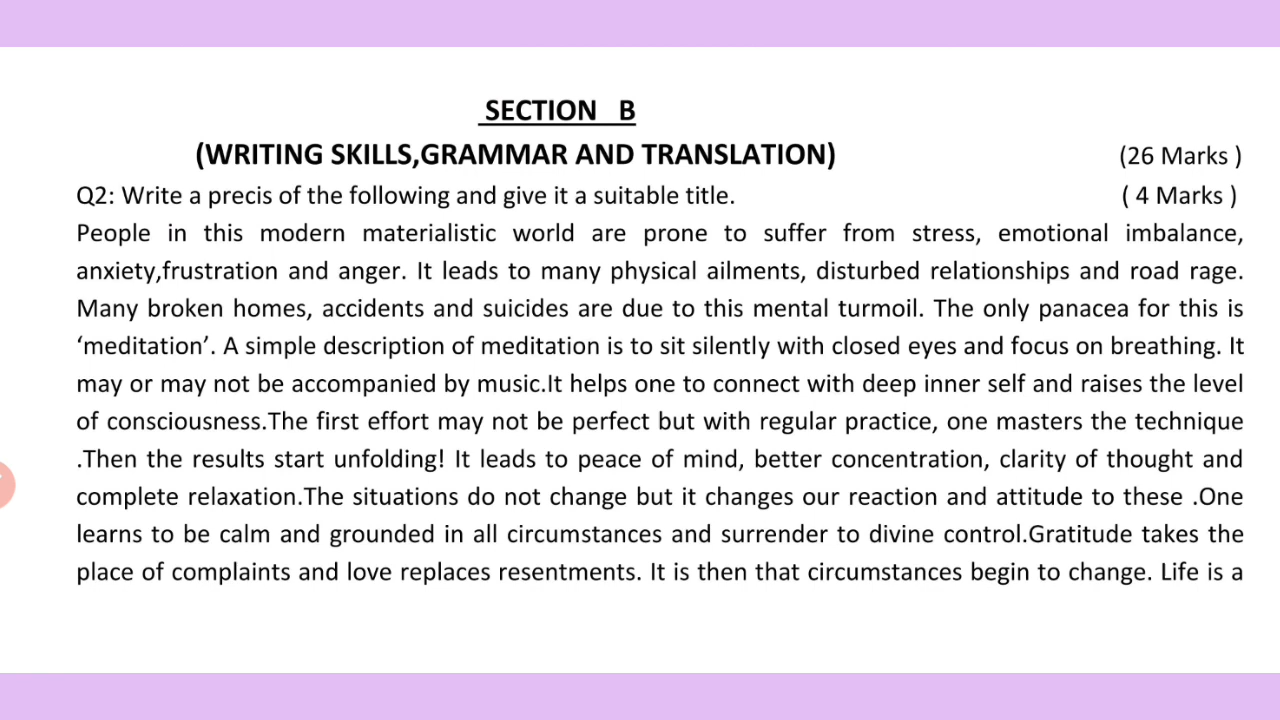 SECTION B
(WRITING SKILLS,GRAMMAR AND TRANSLATION) (26 Marks )
Q2: Write a precis of the following and give it a suitable title. ( 4 Marks )
People in this modern materialistic world are prone to suffer from stress, emotional imbalance,
anxiety,frustration and anger. It leads to many physical ailments, disturbed relationships and road rage.
Many broken homes, accidents and suicides are due to this mental turmoil. The only panacea for this is
‘meditation’. A simple description of meditation is to sit silently with closed eyes and focus on breathing. It
may or may not be accompanied by music.It helps one to connect with deep inner self and raises the level
of consciousness.The first effort may not be perfect but with regular practice, one masters the technique
.Then the results start unfolding! It leads to peace of mind, better concentration, clarity of thought and
complete relaxation.The situations do not change but it changes our reaction and attitude to these .One
learns to be calm and grounded in all circumstances and surrender to divine control.Gratitude takes the
place of complaints and love replaces resentments. It is then that circumstances begin to change. Life is a